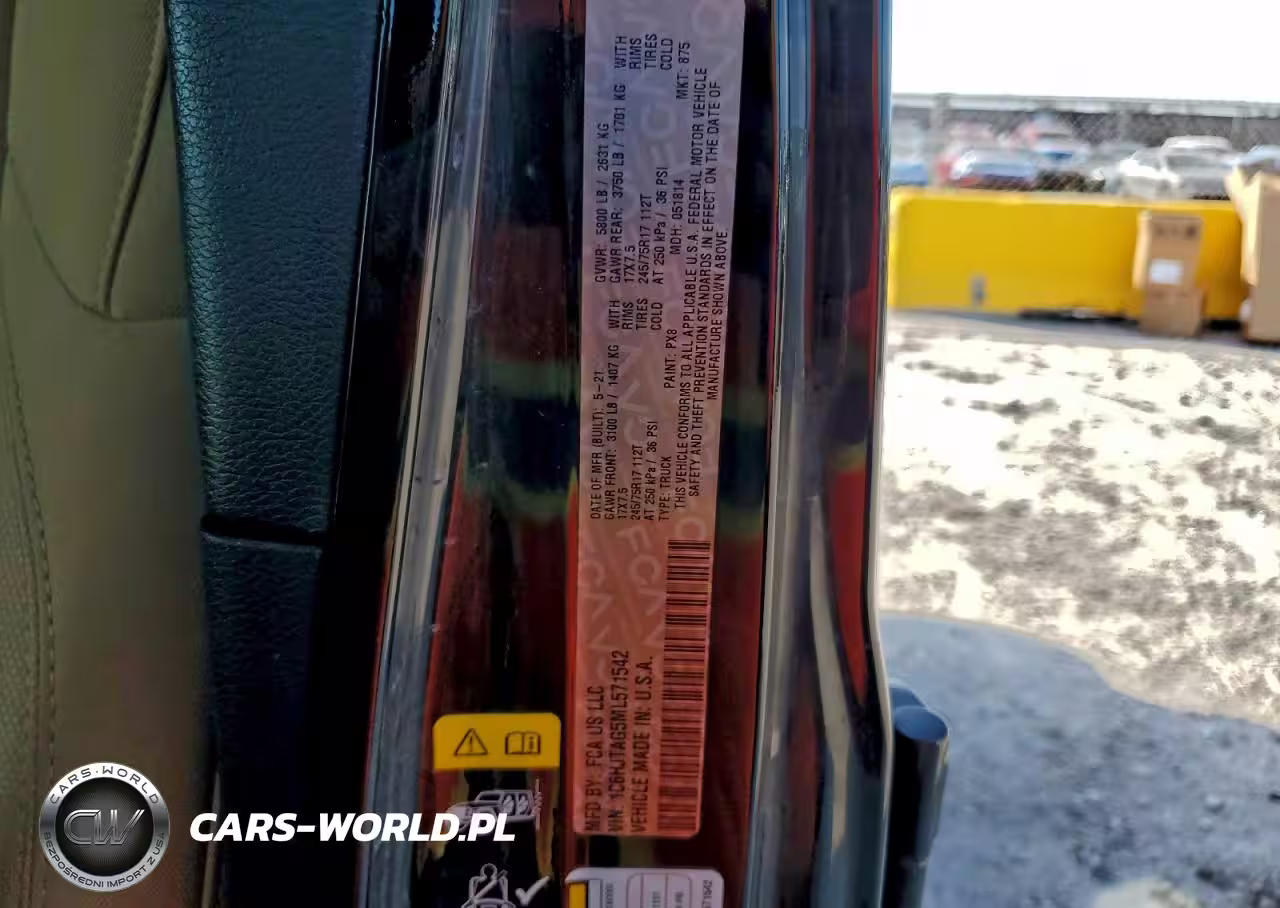 MFD BY: FCA US LLC
VIN: 1C6HJTAG5ML571542
VEHICLE MADE IN: U.S.A.
DATE OF MFR (BUILT): 5-21 GVWR: 5800 LB / 2631 KG
GAWR FRONT: 3100 LB / 1407 KG WITH GAWR REAR: 3750 LB / 1701 KG WITH
17X7.5 RIMS 17X7.5 RIMS
245/75R17 112T TIRES 245/75R17 112T TIRES
AT 250 kPa / 36 PSI COLD AT 250 kPa / 36 PSI COLD
TYPE: TRUCK PAINT: PX8 MDH: 051814 MKT: 875
THIS VEHICLE CONFORMS TO ALL APPLICABLE U.S.A. FEDERAL MOTOR VEHICLE
SAFETY AND THEFT PREVENTION STANDARDS IN EFFECT ON THE DATE OF
MANUFACTURE SHOWN ABOVE.
571542
CARS-WORLD
CW
BEZPOŚREDNI IMPORT Z USA
CARS-WORLD.PL